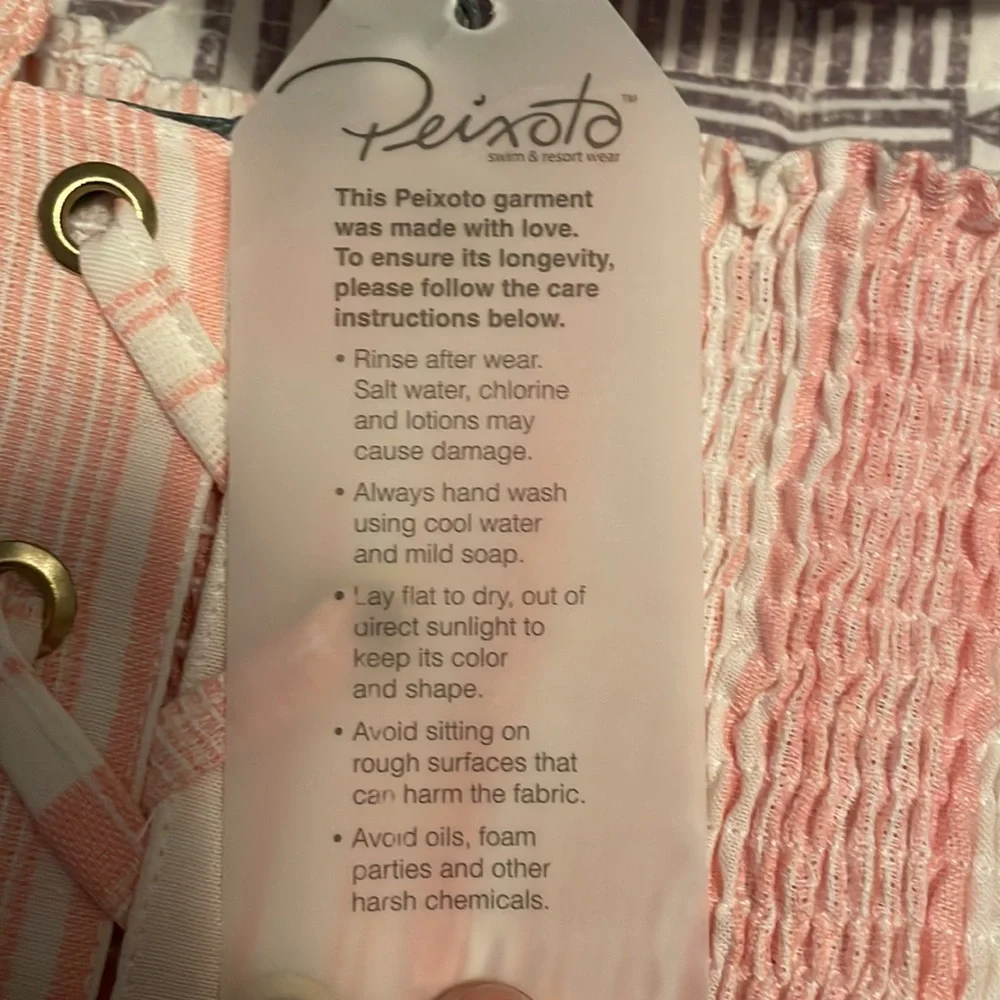 Peixoto™
swim & resort wear
This Peixoto garment
was made with love.
To ensure its longevity,
please follow the care
instructions below.
• Rinse after wear.
Salt water, chlorine
and lotions may
cause damage.
• Always hand wash
using cool water
and mild soap.
• Lay flat to dry, out of
direct sunlight to
keep its color
and shape.
• Avoid sitting on
rough surfaces that
can harm the fabric.
• Avoid oils, foam
parties and other
harsh chemicals.